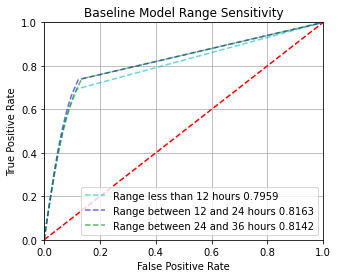 Baseline Model Range Sensitivity
1.0
0.8
0.6
0.4
0.2
0.0
True Positive Rate
Range less than 12 hours 0.7959
Range between 12 and 24 hours 0.8163
Range between 24 and 36 hours 0.8142
0.0 0.2 0.4 0.6 0.8 1.0
False Positive Rate